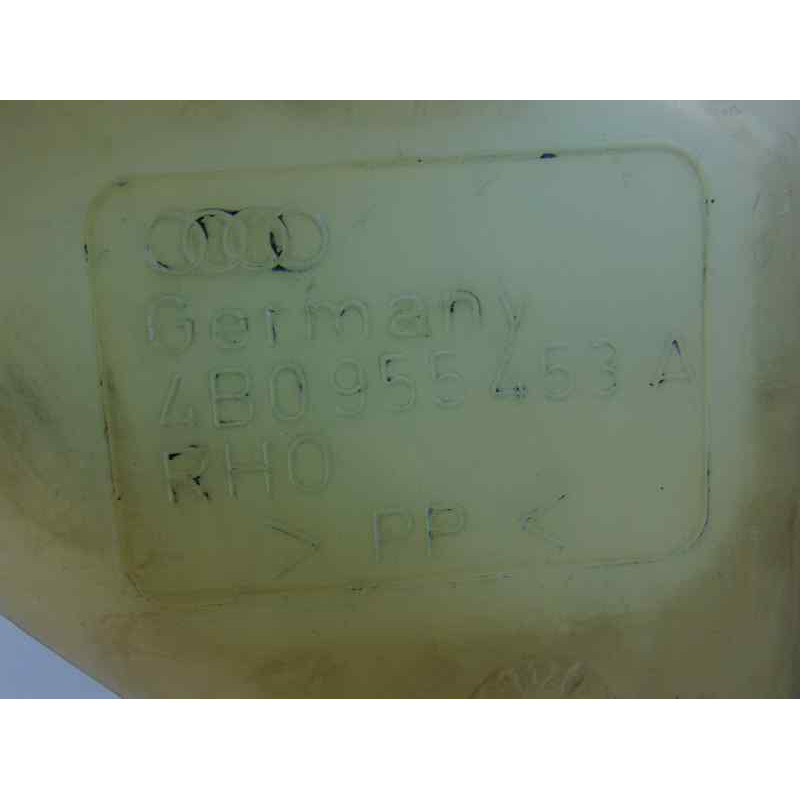 Germany
4B0 955 453 A
RHO
> PP <